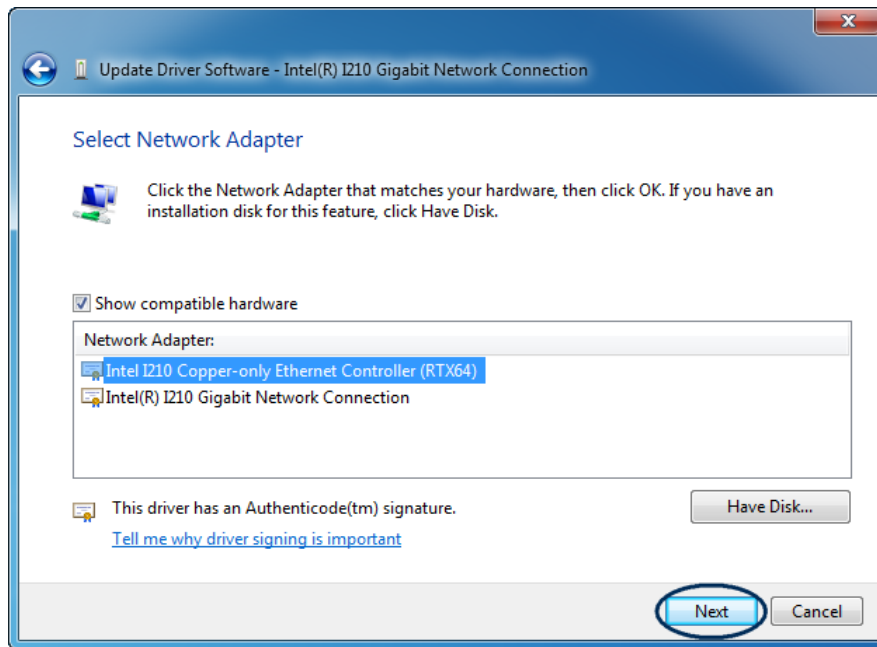 Update Driver Software - Intel(R) I210 Gigabit Network Connection
Select Network Adapter
Click the Network Adapter that matches your hardware, then click OK. If you have an
installation disk for this feature, click Have Disk.
Show compatible hardware
Network Adapter:
Intel I210 Copper-only Ethernet Controller (RTX64)
Intel(R) I210 Gigabit Network Connection
This driver has an Authenticode(tm) signature.
Have Disk...
Tell me why driver signing is important
Next
Cancel